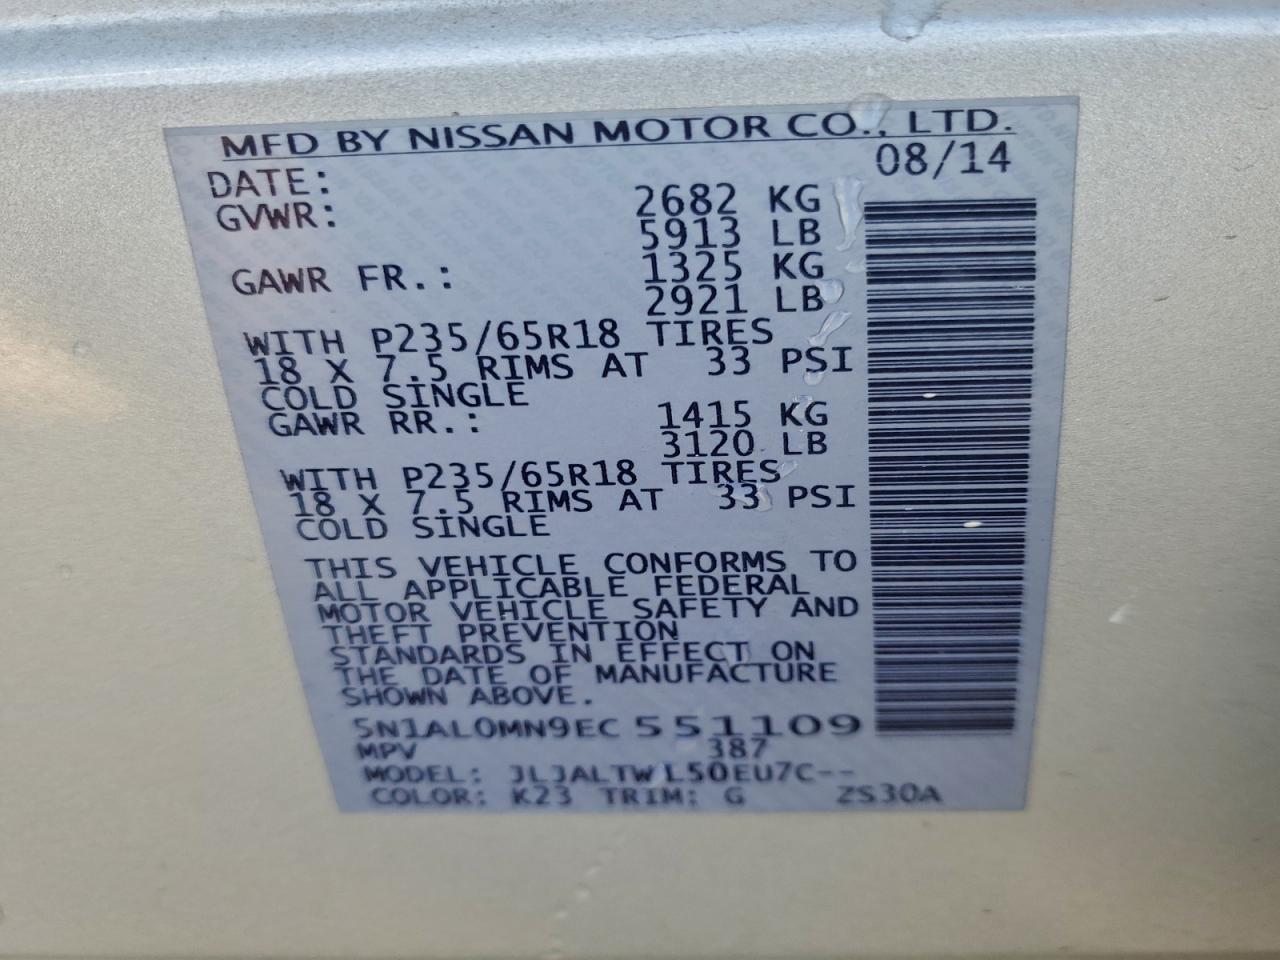 MFD BY NISSAN MOTOR CO., LTD.
DATE: 08/14
GVWR: 2682 KG
5913 LB
GAWR FR.: 1325 KG
2921 LB
WITH P235/65R18 TIRES
18 X 7.5 RIMS AT 33 PSI
COLD SINGLE
GAWR RR.: 1415 KG
3120 LB
WITH P235/65R18 TIRES
18 X 7.5 RIMS AT 33 PSI
COLD SINGLE
THIS VEHICLE CONFORMS TO
ALL APPLICABLE FEDERAL
MOTOR VEHICLE SAFETY AND
THEFT PREVENTION
STANDARDS IN EFFECT ON
THE DATE OF MANUFACTURE
SHOWN ABOVE.
5N1AL0MN9EC 551109
MPV 387
MODEL: JLJALTWL50EU7C--
COLOR: K23 TRIM: G ZS30A